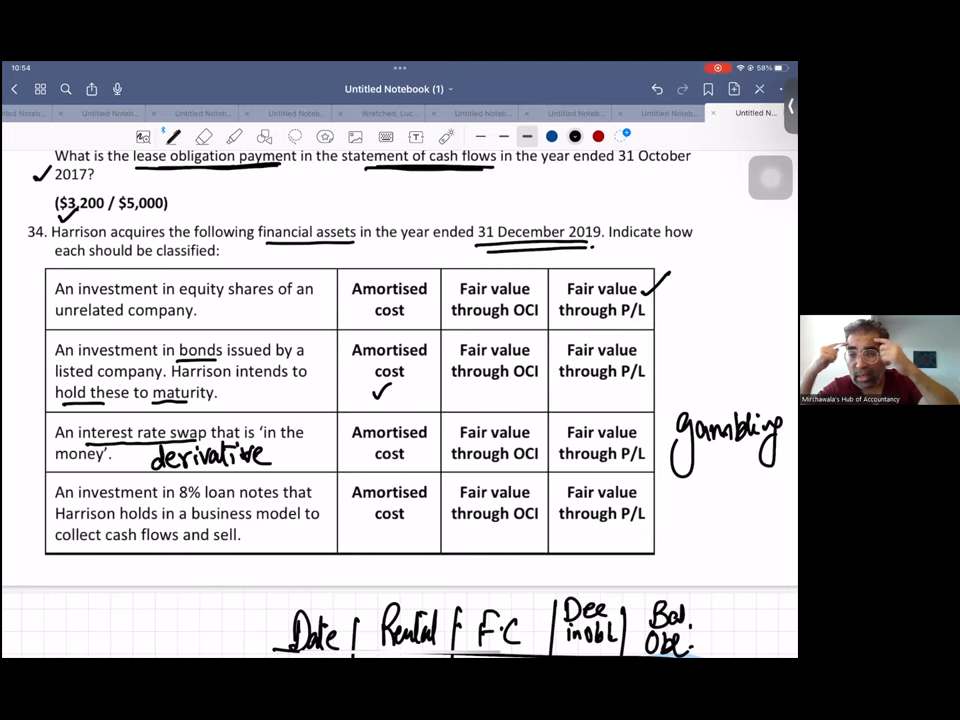 10:54
58%
Untitled Notebook (1)
Untitled Noteb...
Untitled Notab...
Wretched, Luc...
Untitled Notab...
Untitled Notab...
Untitled N...
What is the lease obligation payment in the statement of cash flows in the year ended 31 October
2017?
($3,200 / $5,000)
34. Harrison acquires the following financial assets in the year ended 31 December 2019. Indicate how
each should be classified:
An investment in equity shares of an
unrelated company.
Amortised
cost
Fair value
through OCI
Fair value
through P/L
An investment in bonds issued by a
listed company. Harrison intends to
hold these to maturity.
Amortised
cost
Fair value
through OCI
Fair value
through P/L
An interest rate swap that is ‘in the
money’.
derivative
Amortised
cost
Fair value
through OCI
Fair value
through P/L
gambling
An investment in 8% loan notes that
Harrison holds in a business model to
collect cash flows and sell.
Amortised
cost
Fair value
through OCI
Fair value
through P/L
Date Rental F.C Dec
in obl. Bal.
Obl.
Mirchawala's Hub of Accountancy